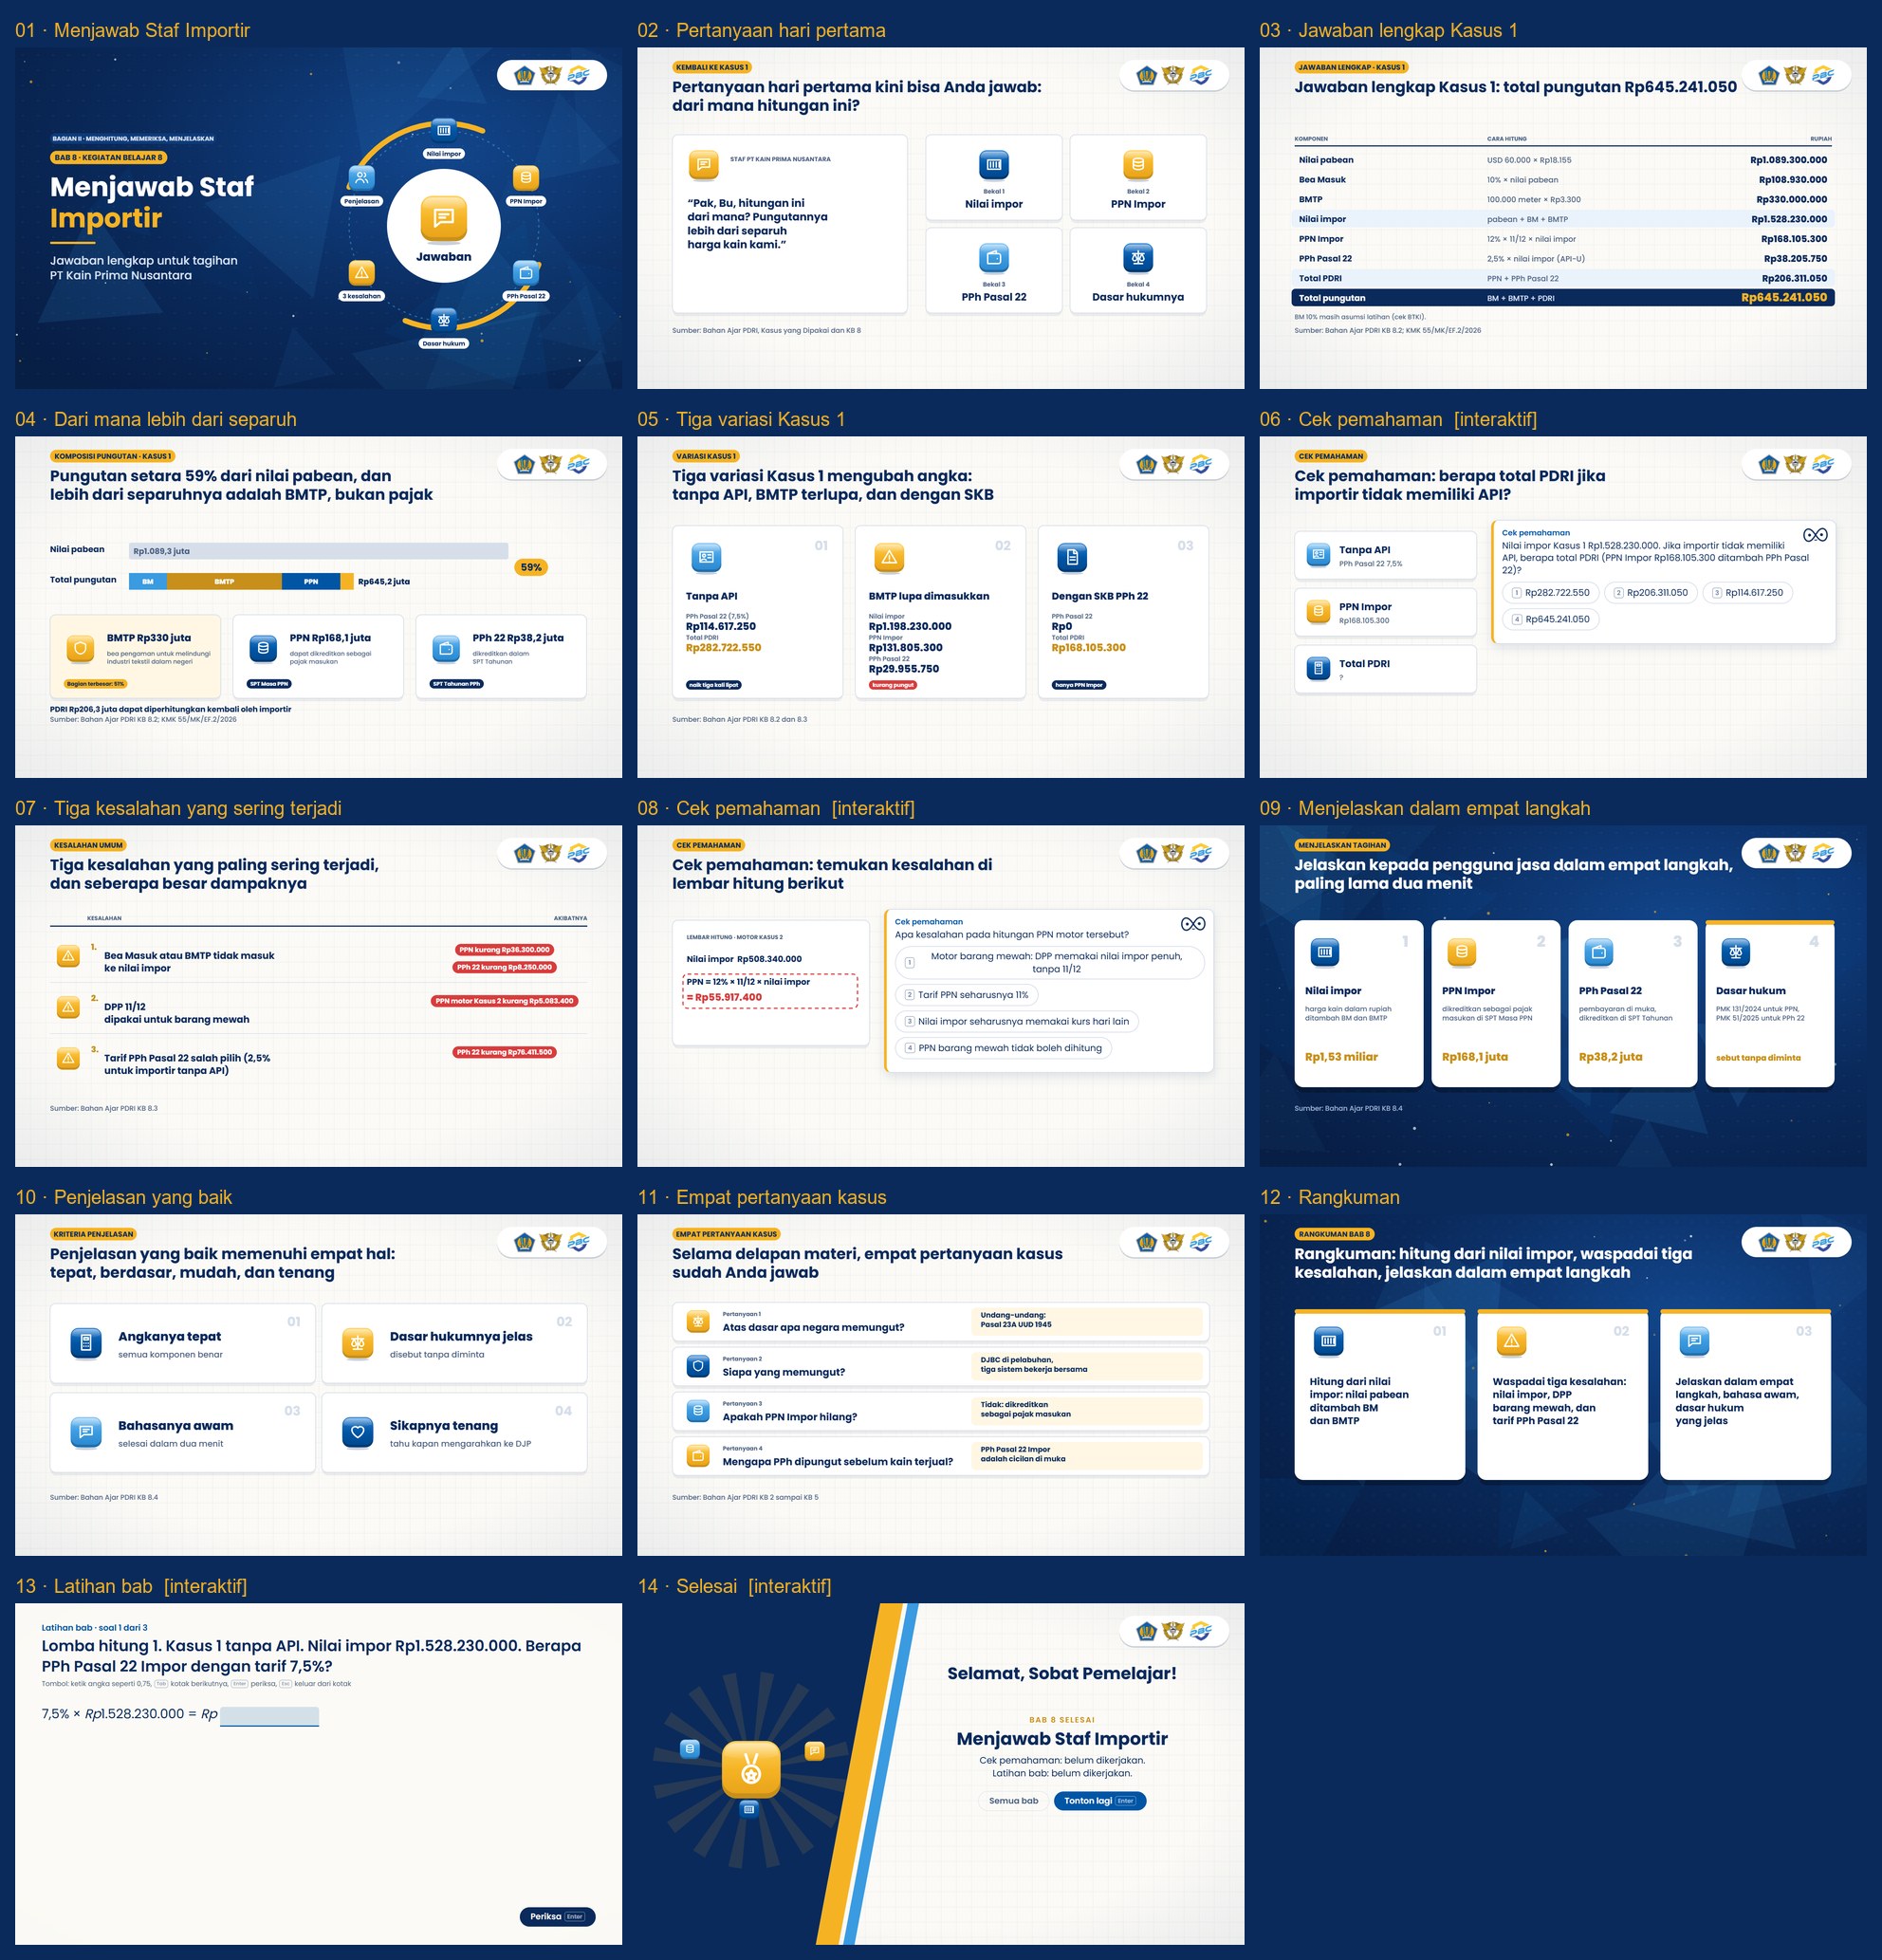 01 · Menjawab Staf Importir
BAGIAN II · MENGHITUNG, MEMERIKSA, MENJELASKAN
BAB 8 · KEGIATAN BELAJAR 8
Menjawab Staf
Importir
Jawaban lengkap untuk tagihan
PT Kain Prima Nusantara
Nilai impor
Penjelasan
PPN Impor
Jawaban
3 kesalahan
PPh Pasal 22
Dasar hukum
PBC
02 · Pertanyaan hari pertama
KEMBALI KE KASUS 1
Pertanyaan hari pertama kini bisa Anda jawab:
dari mana hitungan ini?
PBC
STAF PT KAIN PRIMA NUSANTARA
“Pak, Bu, hitungan ini
dari mana? Pungutannya
lebih dari separuh
harga kain kami.”
Bekal 1
Nilai impor
Bekal 2
PPN Impor
Bekal 3
PPh Pasal 22
Bekal 4
Dasar hukumnya
Sumber: Bahan Ajar PDRI, Kasus yang Dipakai dan KB 8
03 · Jawaban lengkap Kasus 1
JAWABAN LENGKAP · KASUS 1
Jawaban lengkap Kasus 1: total pungutan Rp645.241.050
PBC
KOMPONEN CARA HITUNG RUPIAH
Nilai pabean USD 60.000 × Rp18.155 Rp1.089.300.000
Bea Masuk 10% × nilai pabean Rp108.930.000
BMTP 100.000 meter × Rp3.300 Rp330.000.000
Nilai impor pabean + BM + BMTP Rp1.528.230.000
PPN Impor 12% × 11/12 × nilai impor Rp168.105.300
PPh Pasal 22 2,5% × nilai impor (API-U) Rp38.205.750
Total PDRI PPN + PPh Pasal 22 Rp206.311.050
Total pungutan BM + BMTP + PDRI Rp645.241.050
BM 10% masih asumsi latihan (cek BTKI).
Sumber: Bahan Ajar PDRI KB 8.2; KMK 55/MK/EF.2/2026
04 · Dari mana lebih dari separuh
KOMPOSISI PUNGUTAN · KASUS 1
Pungutan setara 59% dari nilai pabean, dan
lebih dari separuhnya adalah BMTP, bukan pajak
PBC
Nilai pabean Rp1.089,3 juta
59%
Total pungutan BM BMTP PPN Rp645,2 juta
BMTP Rp330 juta
bea pengaman untuk melindungi
industri tekstil dalam negeri
Bagian terbesar: 51%
PPN Rp168,1 juta
dapat dikreditkan sebagai
pajak masukan
SPT Masa PPN
PPh 22 Rp38,2 juta
dikreditkan dalam
SPT Tahunan
SPT Tahunan PPh
PDRI Rp206,3 juta dapat diperhitungkan kembali oleh importir
Sumber: Bahan Ajar PDRI KB 8.2; KMK 55/MK/EF.2/2026
05 · Tiga variasi Kasus 1
VARIASI KASUS 1
Tiga variasi Kasus 1 mengubah angka:
tanpa API, BMTP terlupa, dan dengan SKB
PBC
01
Tanpa API
PPh Pasal 22 (7,5%)
Rp114.617.250
Total PDRI
Rp282.722.550
naik tiga kali lipat
02
BMTP lupa dimasukkan
Nilai impor
Rp1.198.230.000
PPN Impor
Rp131.805.300
PPh Pasal 22
Rp29.955.750
kurang pungut
03
Dengan SKB PPh 22
PPh Pasal 22
Rp0
Total PDRI
Rp168.105.300
hanya PPN Impor
Sumber: Bahan Ajar PDRI KB 8.2 dan 8.3
06 · Cek pemahaman [interaktif]
CEK PEMAHAMAN
Cek pemahaman: berapa total PDRI jika
importir tidak memiliki API?
PBC
Tanpa API
PPh Pasal 22 7,5%
PPN Impor
Rp168.105.300
Total PDRI
?
Cek pemahaman
Nilai impor Kasus 1 Rp1.528.230.000. Jika importir tidak memiliki
API, berapa total PDRI (PPN Impor Rp168.105.300 ditambah PPh Pasal
22)?
1 Rp282.722.550 2 Rp206.311.050 3 Rp114.617.250
4 Rp645.241.050
07 · Tiga kesalahan yang sering terjadi
KESALAHAN UMUM
Tiga kesalahan yang paling sering terjadi,
dan seberapa besar dampaknya
PBC
KESALAHAN AKIBATNYA
1. Bea Masuk atau BMTP tidak masuk
ke nilai impor
PPN kurang Rp36.300.000
PPh 22 kurang Rp8.250.000
2. DPP 11/12
dipakai untuk barang mewah
PPN motor Kasus 2 kurang Rp5.083.400
3. Tarif PPh Pasal 22 salah pilih (2,5%
untuk importir tanpa API)
PPh 22 kurang Rp76.411.500
Sumber: Bahan Ajar PDRI KB 8.3
08 · Cek pemahaman [interaktif]
CEK PEMAHAMAN
Cek pemahaman: temukan kesalahan di
lembar hitung berikut
PBC
LEMBAR HITUNG · MOTOR KASUS 2
Nilai impor Rp508.340.000
PPN = 12% × 11/12 × nilai impor
= Rp55.917.400
Cek pemahaman
Apa kesalahan pada hitungan PPN motor tersebut?
1 Motor barang mewah: DPP memakai nilai impor penuh,
tanpa 11/12
2 Tarif PPN seharusnya 11%
3 Nilai impor seharusnya memakai kurs hari lain
4 PPN barang mewah tidak boleh dihitung
09 · Menjelaskan dalam empat langkah
MENJELASKAN TAGIHAN
Jelaskan kepada pengguna jasa dalam empat langkah,
paling lama dua menit
PBC
1
Nilai impor
harga kain dalam rupiah
ditambah BM dan BMTP
Rp1,53 miliar
2
PPN Impor
dikreditkan sebagai pajak
masukan di SPT Masa PPN
Rp168,1 juta
3
PPh Pasal 22
pembayaran di muka,
dikreditkan di SPT Tahunan
Rp38,2 juta
4
Dasar hukum
PMK 131/2024 untuk PPN,
PMK 51/2025 untuk PPh 22
sebut tanpa diminta
Sumber: Bahan Ajar PDRI KB 8.4
10 · Penjelasan yang baik
KRITERIA PENJELASAN
Penjelasan yang baik memenuhi empat hal:
tepat, berdasar, mudah, dan tenang
PBC
01
Angkanya tepat
semua komponen benar
02
Dasar hukumnya jelas
disebut tanpa diminta
03
Bahasanya awam
selesai dalam dua menit
04
Sikapnya tenang
tahu kapan mengarahkan ke DJP
Sumber: Bahan Ajar PDRI KB 8.4
11 · Empat pertanyaan kasus
EMPAT PERTANYAAN KASUS
Selama delapan materi, empat pertanyaan kasus
sudah Anda jawab
PBC
Pertanyaan 1
Atas dasar apa negara memungut?
Undang-undang:
Pasal 23A UUD 1945
Pertanyaan 2
Siapa yang memungut?
DJBC di pelabuhan,
tiga sistem bekerja bersama
Pertanyaan 3
Apakah PPN Impor hilang?
Tidak: dikreditkan
sebagai pajak masukan
Pertanyaan 4
Mengapa PPh dipungut sebelum kain terjual?
PPh Pasal 22 Impor
adalah cicilan di muka
Sumber: Bahan Ajar PDRI KB 2 sampai KB 5
12 · Rangkuman
RANGKUMAN BAB 8
Rangkuman: hitung dari nilai impor, waspadai tiga
kesalahan, jelaskan dalam empat langkah
PBC
01
Hitung dari nilai
impor: nilai pabean
ditambah BM
dan BMTP
02
Waspadai tiga kesalahan:
nilai impor, DPP
barang mewah, dan
tarif PPh Pasal 22
03
Jelaskan dalam empat
langkah, bahasa awam,
dasar hukum
yang jelas
13 · Latihan bab [interaktif]
Latihan bab · soal 1 dari 3
Lomba hitung 1. Kasus 1 tanpa API. Nilai impor Rp1.528.230.000. Berapa
PPh Pasal 22 Impor dengan tarif 7,5%?
Tombol: ketik angka seperti 0,75, Tab kotak berikutnya, Enter periksa, Esc keluar dari kotak
7,5% × Rp1.528.230.000 = Rp
Periksa Enter
14 · Selesai [interaktif]
PBC
Selamat, Sobat Pemelajar!
BAB 8 SELESAI
Menjawab Staf Importir
Cek pemahaman: belum dikerjakan.
Latihan bab: belum dikerjakan.
Semua bab
Tonton lagi Enter